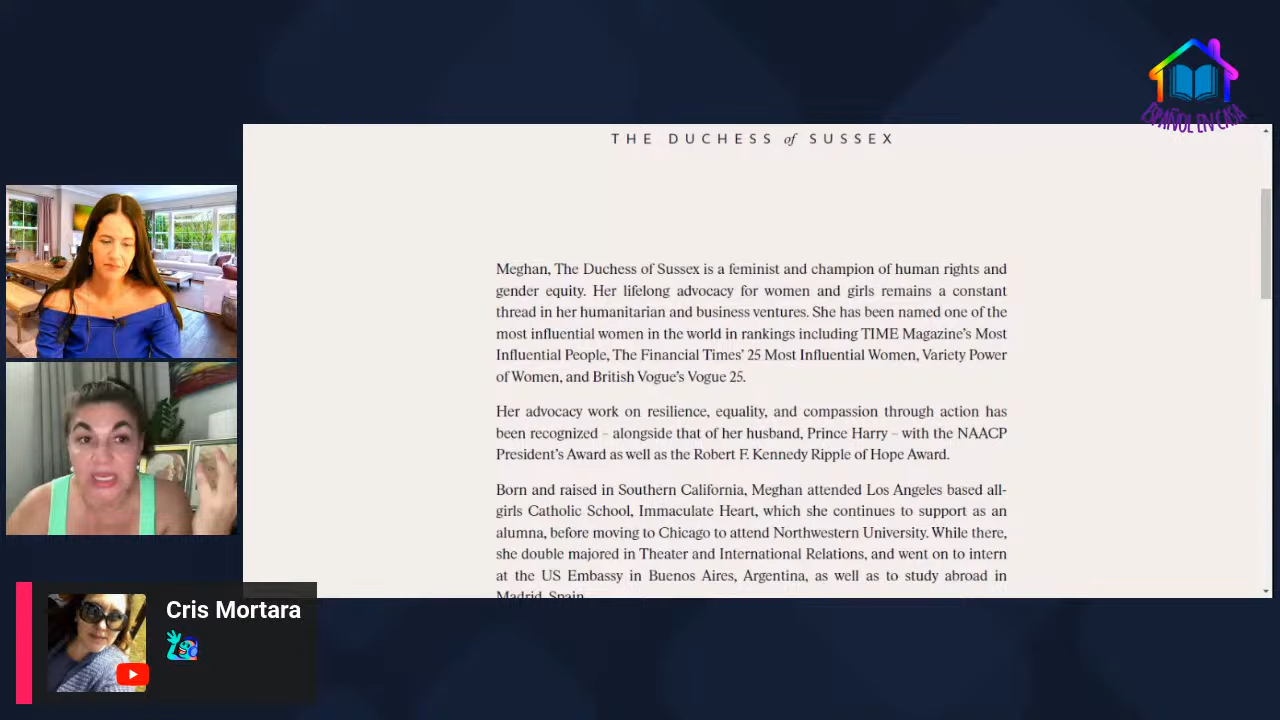 ESPAÑOL EN CASA
THE DUCHESS of SUSSEX
Meghan, The Duchess of Sussex is a feminist and champion of human rights and
gender equity. Her lifelong advocacy for women and girls remains a constant
thread in her humanitarian and business ventures. She has been named one of the
most influential women in the world in rankings including TIME Magazine’s Most
Influential People, The Financial Times’ 25 Most Influential Women, Variety Power
of Women, and British Vogue’s Vogue 25.
Her advocacy work on resilience, equality, and compassion through action has
been recognized – alongside that of her husband, Prince Harry – with the NAACP
President’s Award as well as the Robert F. Kennedy Ripple of Hope Award.
Born and raised in Southern California, Meghan attended Los Angeles based all-
girls Catholic School, Immaculate Heart, which she continues to support as an
alumna, before moving to Chicago to attend Northwestern University. While there,
she double majored in Theater and International Relations, and went on to intern
at the US Embassy in Buenos Aires, Argentina, as well as to study abroad in
Madrid, Spain.
Cris Mortara